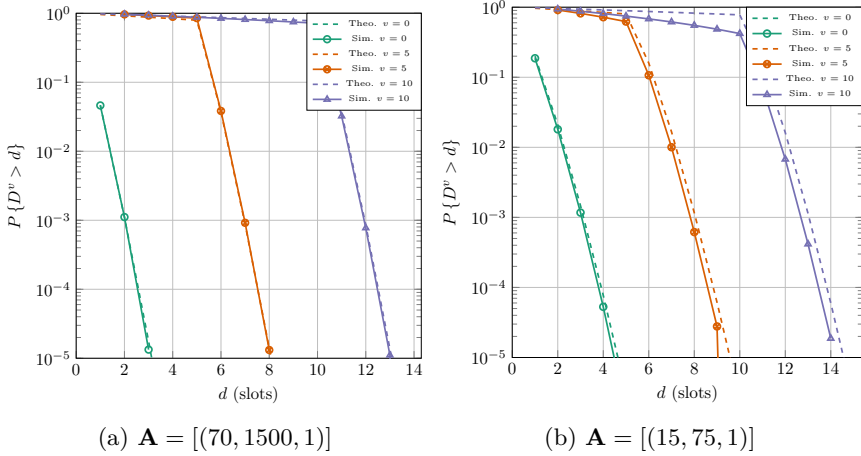 10^0
10^-1
10^-2
10^-3
10^-4
10^-5
2 4 6 8 10 12 14
d (slots)
P {D^v > d}
Theo. v = 0
Sim. v = 0
Theo. v = 5
Sim. v = 5
Theo. v = 10
Sim. v = 10
(a) A = [(70, 1500, 1)]
10^0
10^-1
10^-2
10^-3
10^-4
10^-5
0 2 4 6 8 10 12 14
d (slots)
P {D^v > d}
Theo. v = 0
Sim. v = 0
Theo. v = 5
Sim. v = 5
Theo. v = 10
Sim. v = 10
(b) A = [(15, 75, 1)]